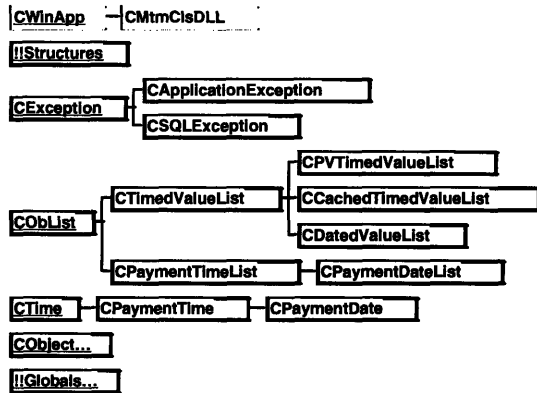 CWinApp CMtmClsDLL
!!Structures
CException
CApplicationException
CSQLException
CObList
CTimedValueList
CPVTimedValueList
CCachedTimedValueList
CDatedValueList
CPaymentTimeList CPaymentDateList
CTime CPaymentTime CPaymentDate
CObject...
!!Globals...